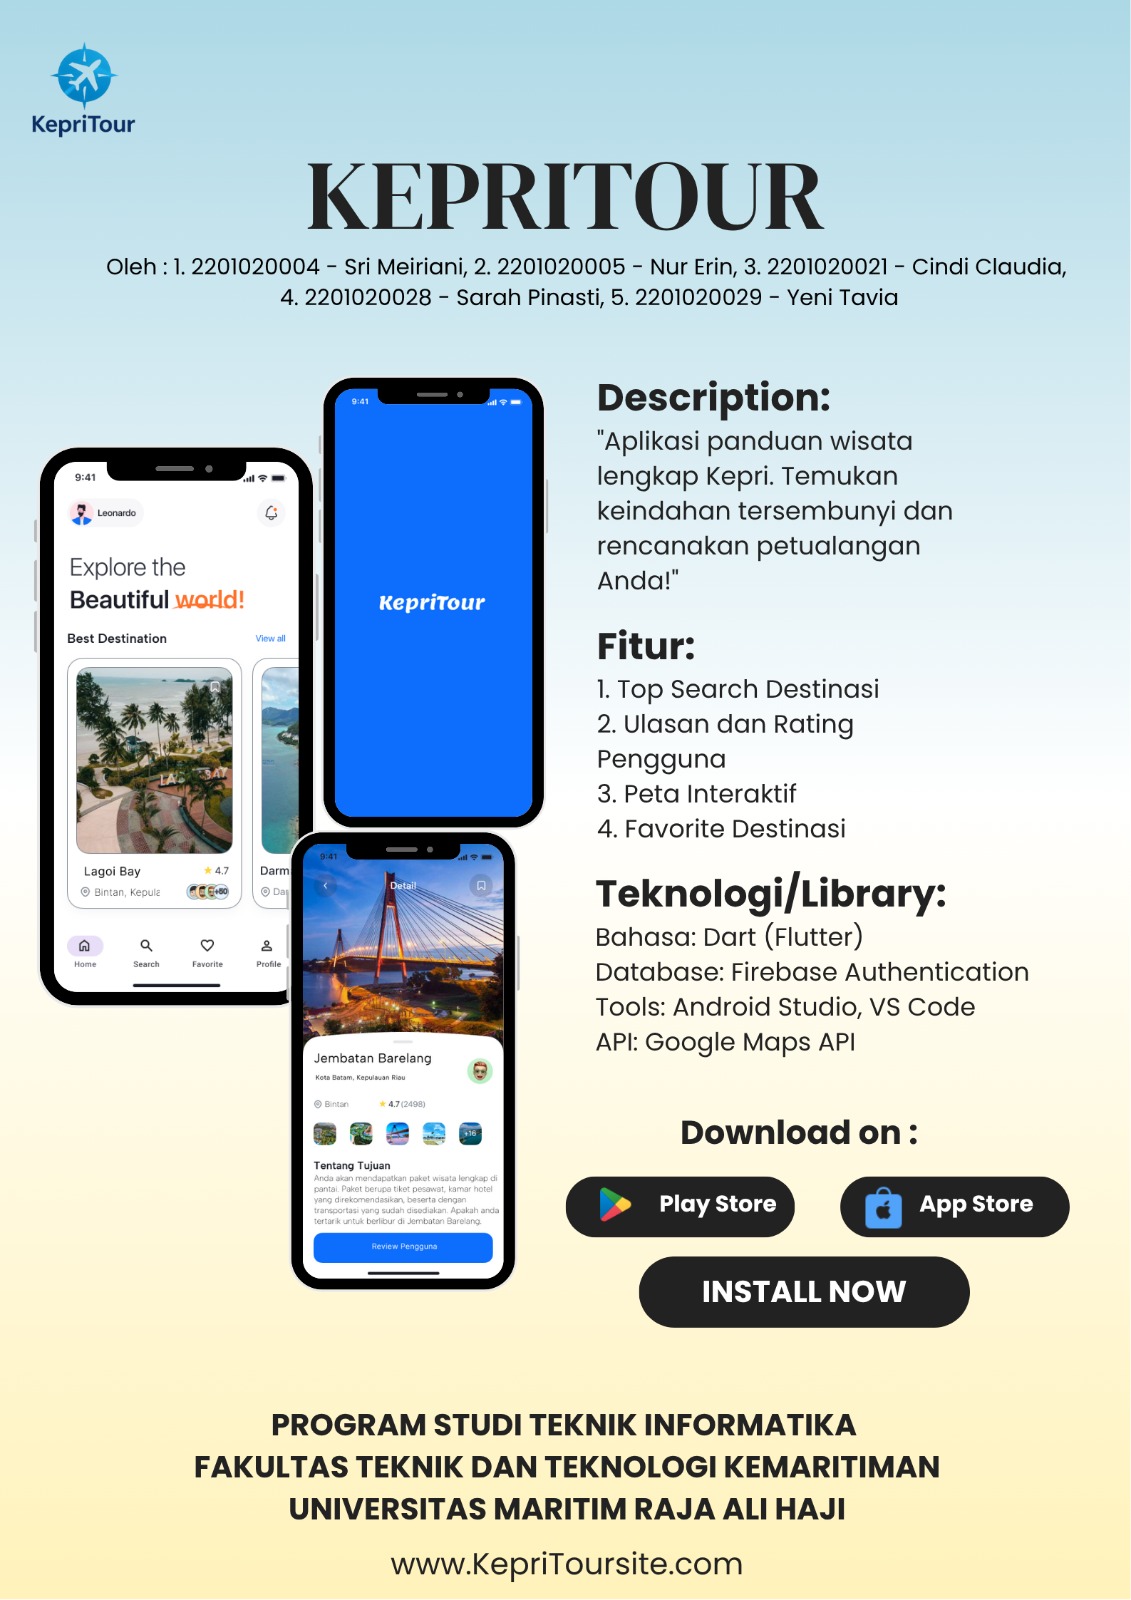 KepriTour
KEPRITOUR
Oleh : 1. 2201020004 - Sri Meiriani, 2. 2201020005 - Nur Erin, 3. 2201020021 - Cindi Claudia,
4. 2201020028 - Sarah Pinasti, 5. 2201020029 - Yeni Tavia
9:41
Leonardo
Explore the
Beautiful world!
Best Destination
View all
LAGOI BAY
Lagoi Bay
4.7
Bintan, Kepula
+50
Darm
Da
Home
Search
Favorite
Profile
9:41
KepriTour
9:41
Detail
Jembatan Barelang
Kota Batam, Kepulauan Riau
Bintan
4.7 (2498)
+16
Tentang Tujuan
Anda akan mendapatkan paket wisata lengkap di
pantai. Paket berupa tiket pesawat, kamar hotel
yang direkomendasikan, beserta dengan
transportasi yang sudah disediakan. Apakah anda
tertarik untuk berlibur di Jembatan Barelang.
Review Pengguna
Description:
"Aplikasi panduan wisata
lengkap Kepri. Temukan
keindahan tersembunyi dan
rencanakan petualangan
Anda!"
Fitur:
1. Top Search Destinasi
2. Ulasan dan Rating
Pengguna
3. Peta Interaktif
4. Favorite Destinasi
Teknologi/Library:
Bahasa: Dart (Flutter)
Database: Firebase Authentication
Tools: Android Studio, VS Code
API: Google Maps API
Download on :
Play Store
App Store
INSTALL NOW
PROGRAM STUDI TEKNIK INFORMATIKA
FAKULTAS TEKNIK DAN TEKNOLOGI KEMARITIMAN
UNIVERSITAS MARITIM RAJA ALI HAJI
www.KepriToursite.com